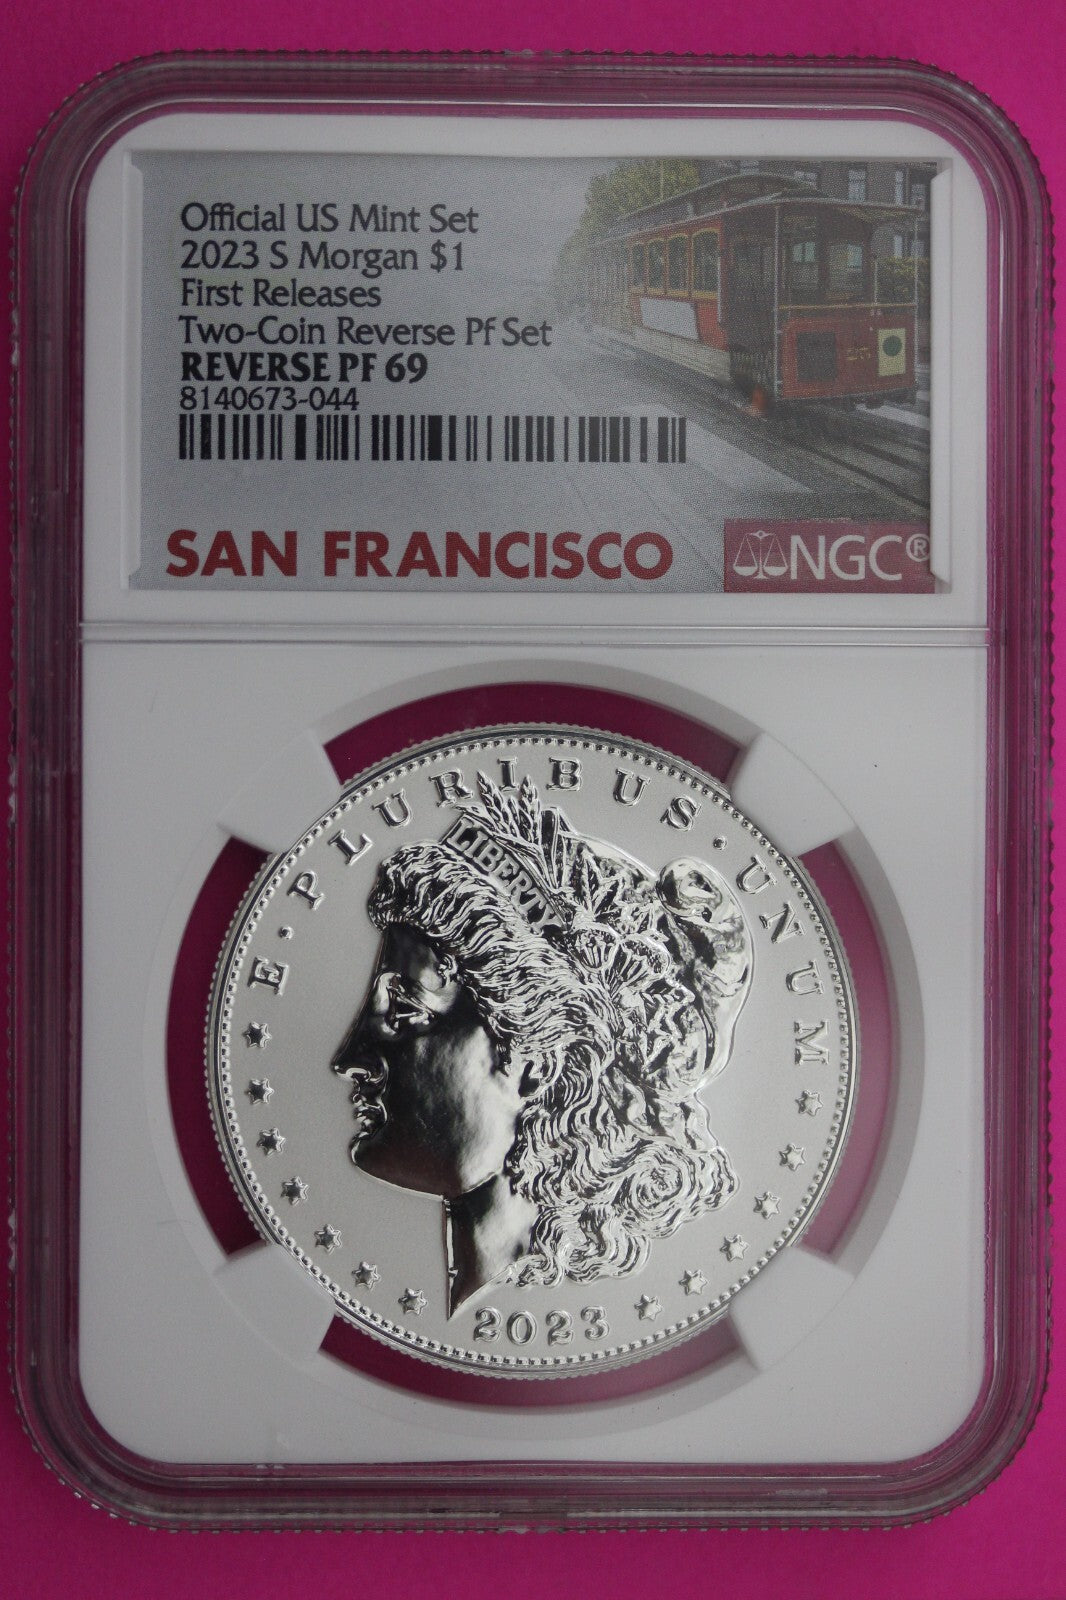 Official US Mint Set
2023 S Morgan $1
First Releases
Two-Coin Reverse Pf Set
REVERSE PF 69
8140673-044
SAN FRANCISCO
NGC®
25
E·PLURIBUS·UNUM
LIBERTY
2023